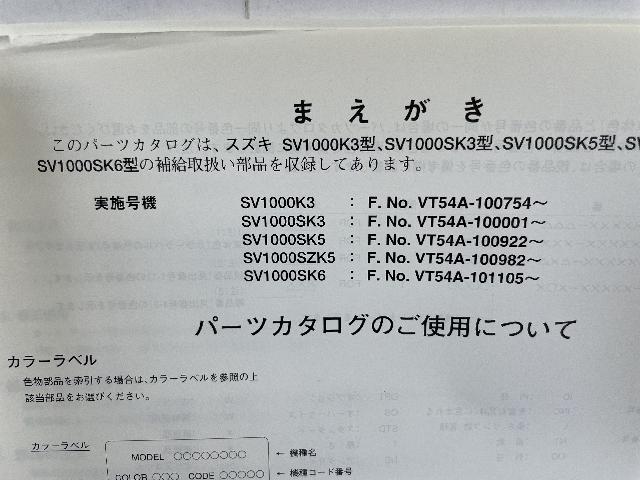 まえがき
このパーツカタログは、スズキ SV1000K3型、SV1000SK3型、SV1000SK5型、SV
SV1000SK6型の補給取扱い部品を収録してあります。
実施号機 SV1000K3 : F. No. VT54A-100754～
SV1000SK3 : F. No. VT54A-100001～
SV1000SK5 : F. No. VT54A-100922～
SV1000SZK5 : F. No. VT54A-100982～
SV1000SK6 : F. No. VT54A-101105～
パーツカタログのご使用について
カラーラベル
色物部品を索引する場合は、カラーラベルを参照の上
該当部品をお選びください。
カラーラベル
MODEL ○○○○○○○○ ←機種名
COLOR ○○○ CODE ○○○○○ ←機種コード番号